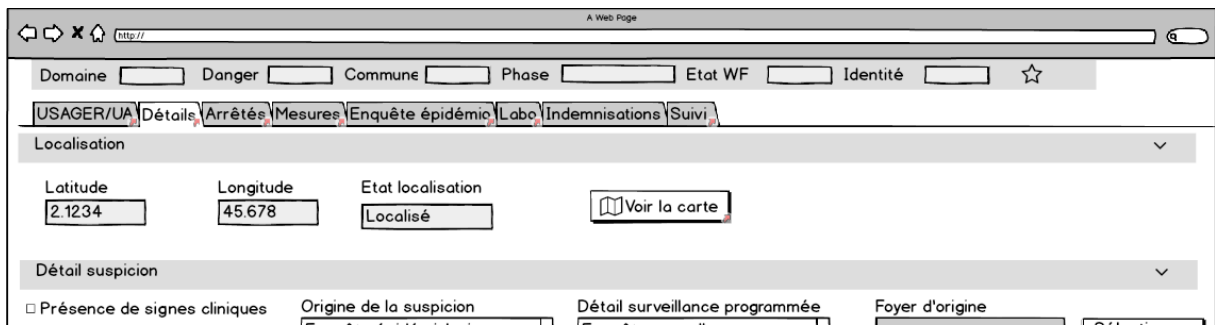 A Web Page
http://
Domaine Danger Commune Phase Etat WF Identité
USAGER/UA Détails Arrêtés Mesures Enquête épidémio Labo Indemnisations Suivi
Localisation
Latitude Longitude Etat localisation
2.1234 45.678 Localisé Voir la carte
Détail suspicion
Présence de signes cliniques Origine de la suspicion Détail surveillance programmée Foyer d'origine